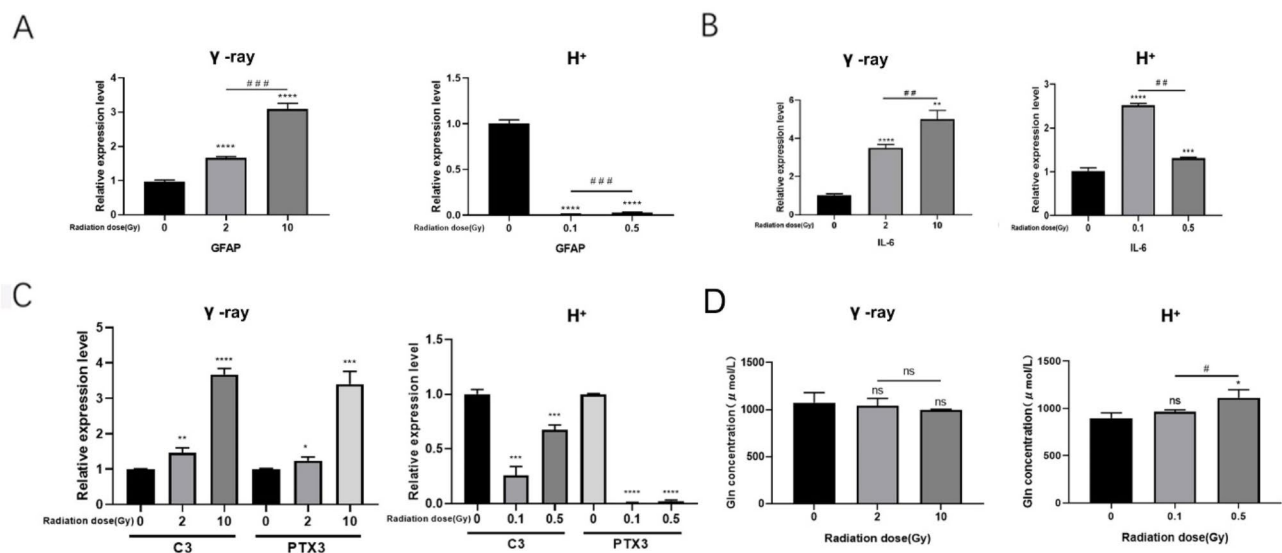 A
γ -ray
Relative expression level
4
3
2
1
0
# # #
****
****
Radiation dose(Gy) 0 2 10
GFAP
H+
Relative expression level
1.5
1.0
0.5
0.0
# # #
****
****
Radiation dose(Gy) 0 0.1 0.5
GFAP
B
γ -ray
Relative expression level
6
4
2
0
##
**
****
Radiation dose(Gy) 0 2 10
IL-6
H+
Relative expression level
3
2
1
0
##
****
***
Radiation dose(Gy) 0 0.1 0.5
IL-6
C
γ -ray
Relative expression level
5
4
3
2
1
0
**
****
*
***
Radiation dose(Gy) 0 2 10 0 2 10
C3 PTX3
H+
Relative expression level
1.5
1.0
0.5
0.0
***
***
****
****
Radiation dose(Gy) 0 0.1 0.5 0 0.1 0.5
C3 PTX3
D
γ -ray
Gln concentration( μ mol/L)
1500
1000
500
0
ns
ns
ns
0 2 10
Radiation dose(Gy)
H+
Gln concentration( μ mol/L)
1500
1000
500
0
#
ns
*
0 0.1 0.5
Radiation dose(Gy)